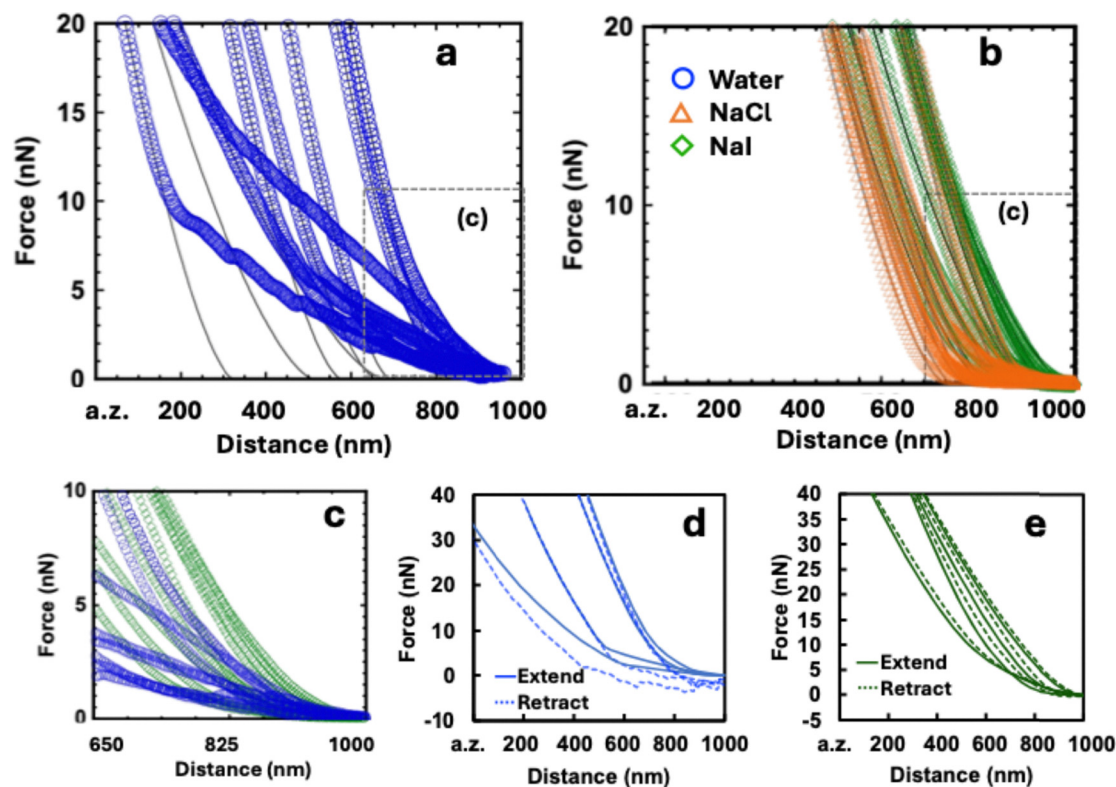 a
20
15
10
5
0
(c)
Force (nN)
a.z. 200 400 600 800 1000
Distance (nm)
b
20
10
0
Water
NaCl
NaI
(c)
Force (nN)
a.z. 200 400 600 800 1000
Distance (nm)
c
10
5
0
Force (nN)
650 825 1000
Distance (nm)
d
40
30
20
10
0
-10
Force (nN)
Extend
Retract
a.z. 200 400 600 800 1000
Distance (nm)
e
40
35
30
25
20
15
10
5
0
-5
Force (nN)
Extend
Retract
a.z. 200 400 600 800 1000
Distance (nm)